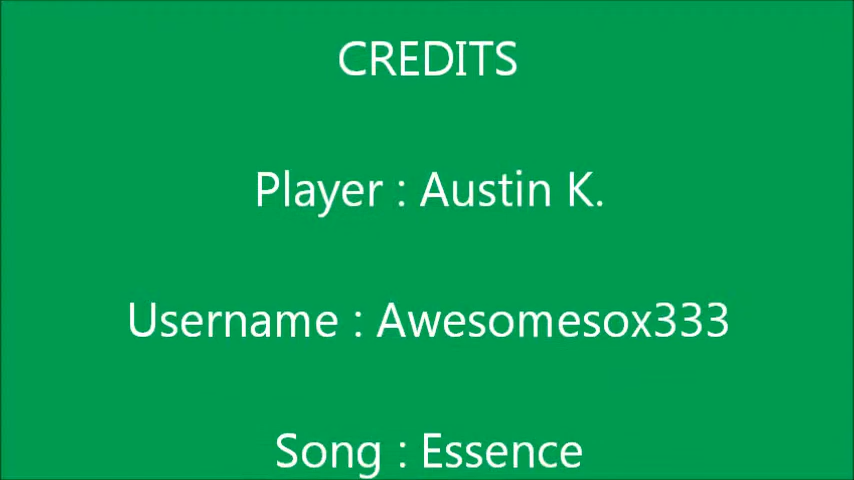 CREDITS
Player : Austin K.
Username : Awesomesox333
Song : Essence